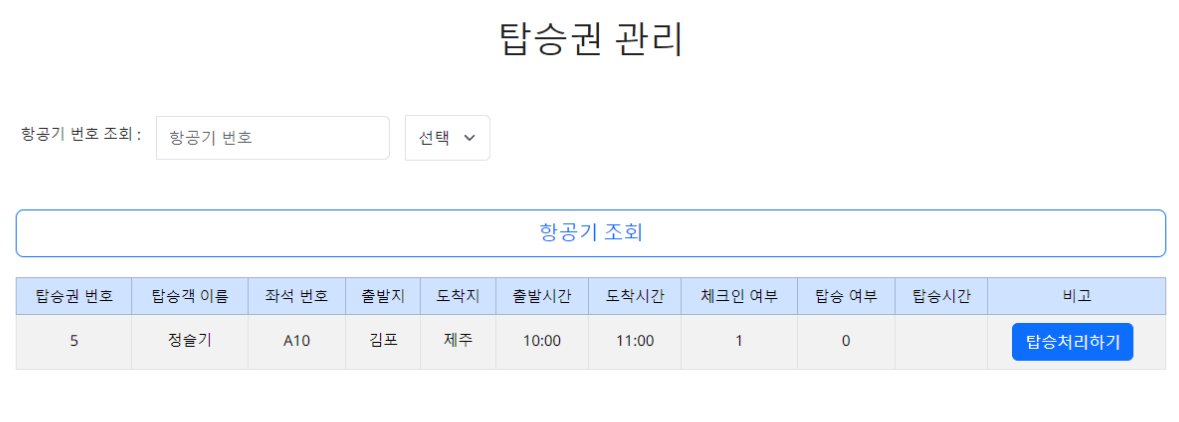 탑승권 관리
항공기 번호 조회 : 항공기 번호 선택
항공기 조회
탑승권 번호 탑승객 이름 좌석 번호 출발지 도착지 출발시간 도착시간 체크인 여부 탑승 여부 탑승시간 비고
5 정슬기 A10 김포 제주 10:00 11:00 1 0 탑승처리하기